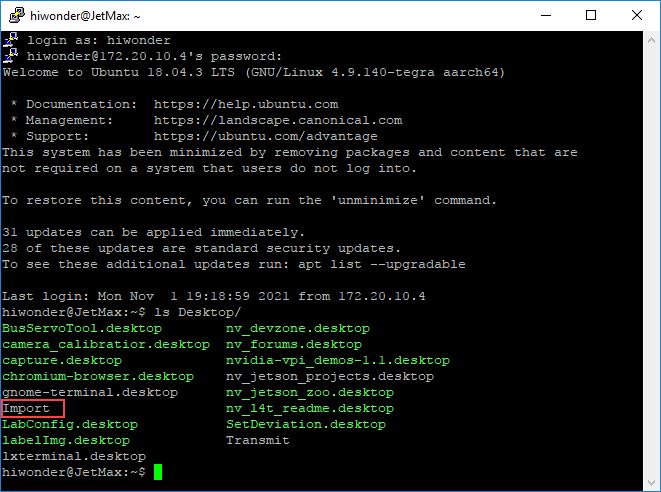 hiwonder@JetMax: ~
login as: hiwonder
hiwonder@172.20.10.4's password:
Welcome to Ubuntu 18.04.3 LTS (GNU/Linux 4.9.140-tegra aarch64)
* Documentation:  https://help.ubuntu.com
* Management:     https://landscape.canonical.com
* Support:        https://ubuntu.com/advantage
This system has been minimized by removing packages and content that are
not required on a system that users do not log into.
To restore this content, you can run the 'unminimize' command.
31 updates can be applied immediately.
28 of these updates are standard security updates.
To see these additional updates run: apt list --upgradable
Last login: Mon Nov  1 19:18:59 2021 from 172.20.10.4
hiwonder@JetMax:~$ ls Desktop/
BusServoTool.desktop        nv_devzone.desktop
camera_calibratior.desktop  nv_forums.desktop
capture.desktop             nvidia-vpi_demos-1.1.desktop
chromium-browser.desktop    nv_jetson_projects.desktop
gnome-terminal.desktop      nv_jetson_zoo.desktop
Import                      nv_l4t_readme.desktop
LabConfig.desktop           SetDeviation.desktop
labelImg.desktop            Transmit
lxterminal.desktop
hiwonder@JetMax:~$